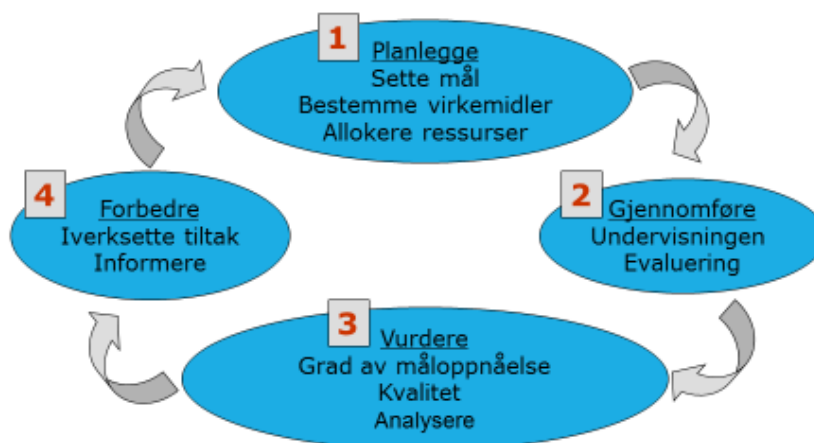 1
Planlegge
Sette mål
Bestemme virkemidler
Allokere ressurser
2
Gjennomføre
Undervisningen
Evaluering
3
Vurdere
Grad av måloppnåelse
Kvalitet
Analysere
4
Forbedre
Iverksette tiltak
Informere